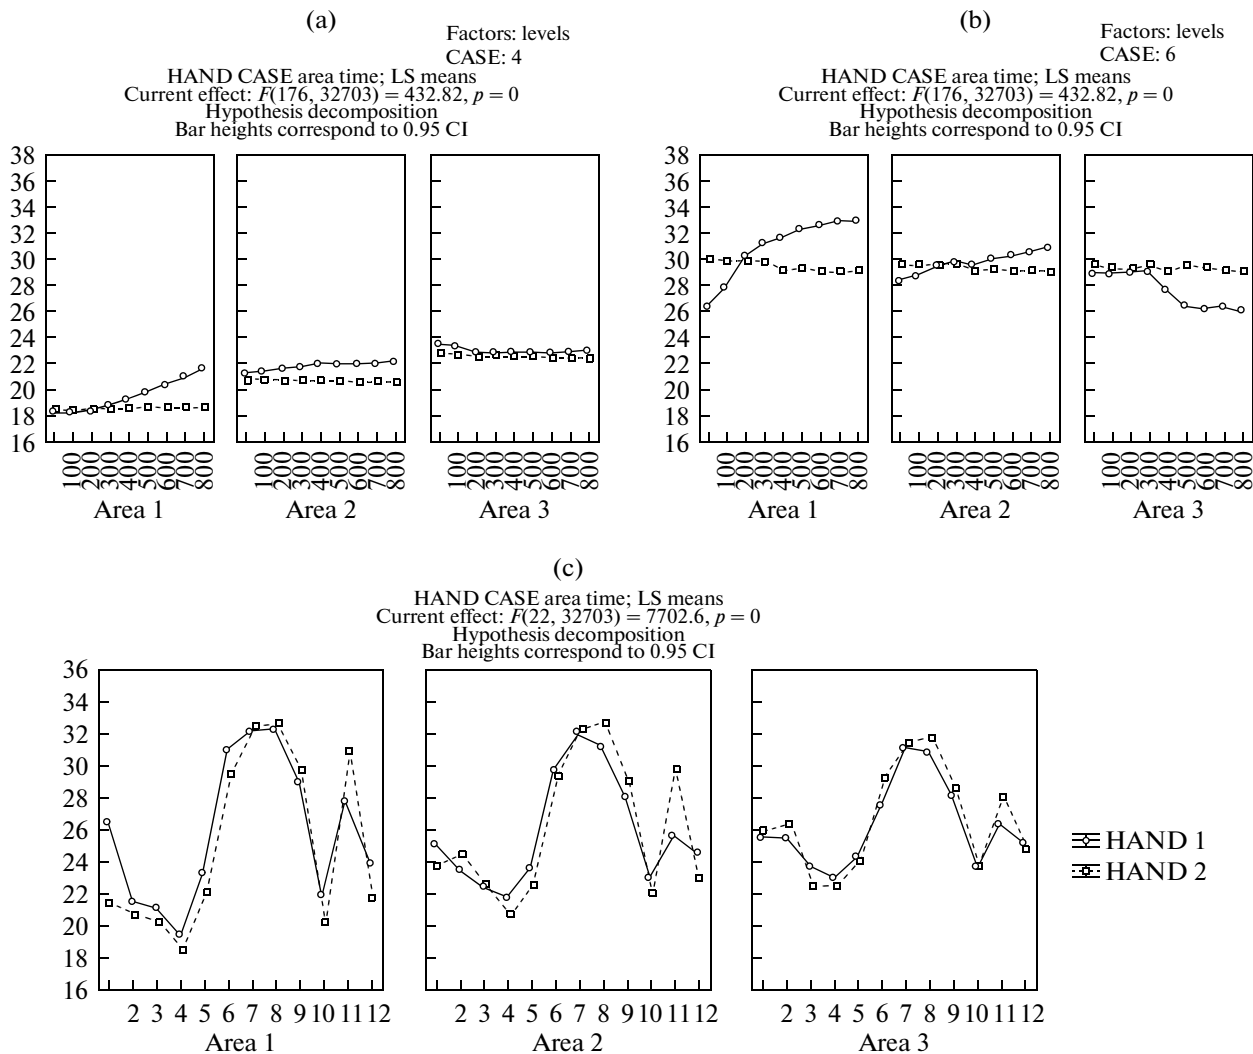 (a)
Factors: levels
CASE: 4
HAND CASE area time; LS means
Current effect: F(176, 32703) = 432.82, p = 0
Hypothesis decomposition
Bar heights correspond to 0.95 CI
38
36
34
32
30
28
26
24
22
20
18
16
100 200 300 400 500 600 700 800
Area 1
100 200 300 400 500 600 700 800
Area 2
100 200 300 400 500 600 700 800
Area 3
(b)
Factors: levels
CASE: 6
HAND CASE area time; LS means
Current effect: F(176, 32703) = 432.82, p = 0
Hypothesis decomposition
Bar heights correspond to 0.95 CI
38
36
34
32
30
28
26
24
22
20
18
16
100 200 300 400 500 600 700 800
Area 1
100 200 300 400 500 600 700 800
Area 2
100 200 300 400 500 600 700 800
Area 3
(c)
HAND CASE area time; LS means
Current effect: F(22, 32703) = 7702.6, p = 0
Hypothesis decomposition
Bar heights correspond to 0.95 CI
36
34
32
30
28
26
24
22
20
18
16
2 3 4 5 6 7 8 9 10 11 12
Area 1
2 3 4 5 6 7 8 9 10 11 12
Area 2
2 3 4 5 6 7 8 9 10 11 12
Area 3
HAND 1
HAND 2